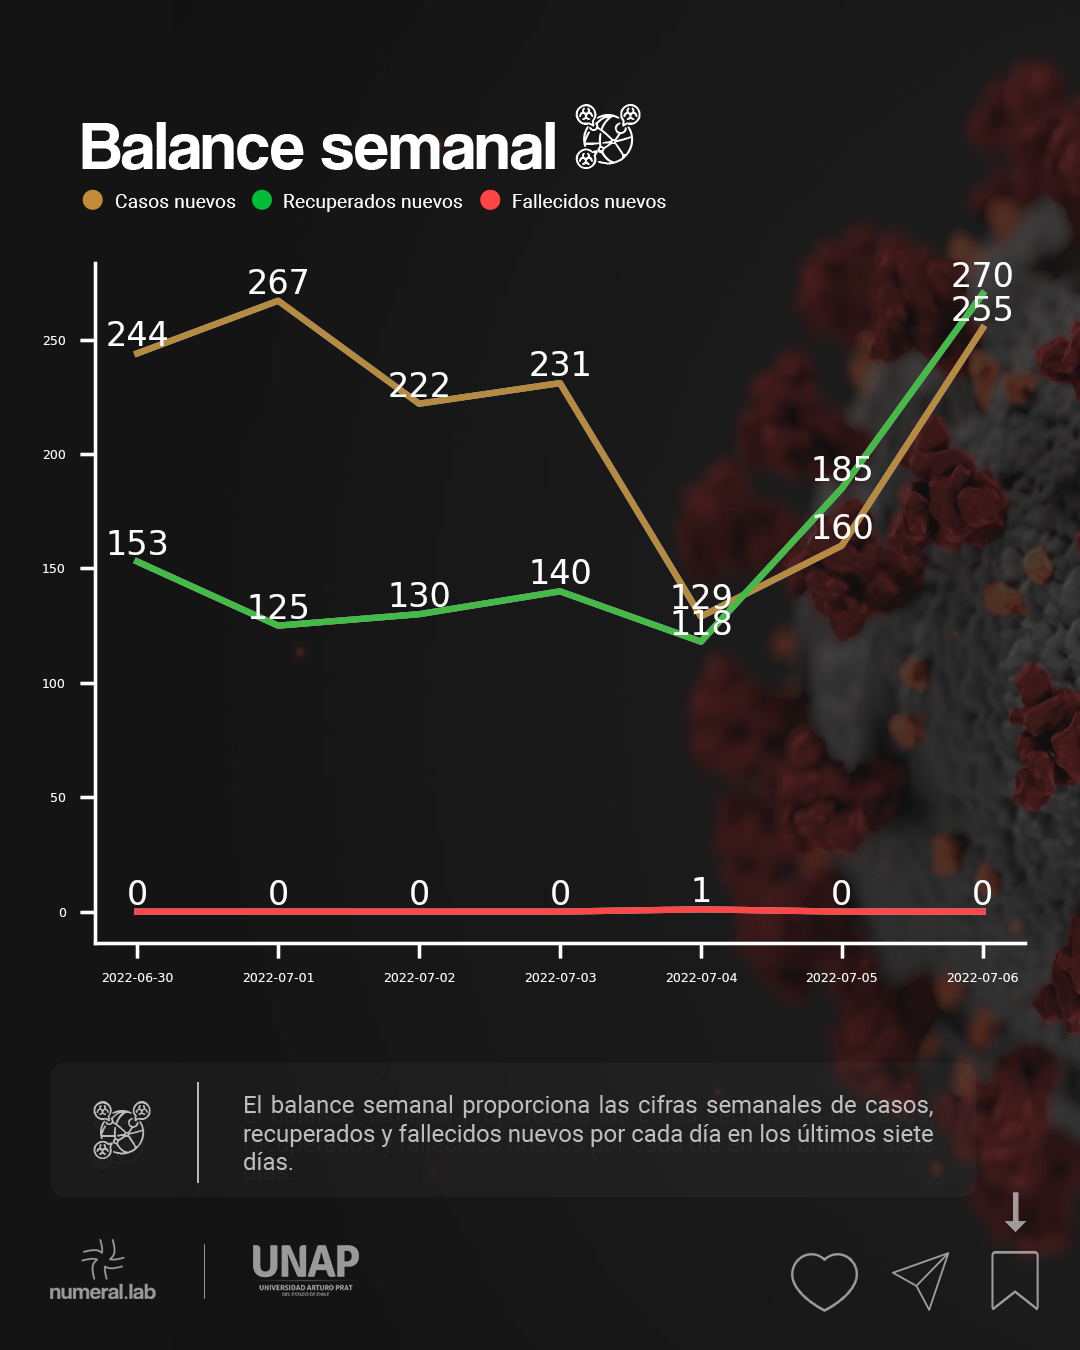 Balance semanal
Casos nuevos Recuperados nuevos Fallecidos nuevos
270
267
255
250
244
231
222
200
185
160
153
150
140
130
129
125
118
100
50
0 0 0 0 1 0 0
0
2022-06-30 2022-07-01 2022-07-02 2022-07-03 2022-07-04 2022-07-05 2022-07-06
El balance semanal proporciona las cifras semanales de casos,
recuperados y fallecidos nuevos por cada día en los últimos siete
días.
numeral.lab
UNAP
UNIVERSIDAD ARTURO PRAT
DEL ESTADO DE CHILE